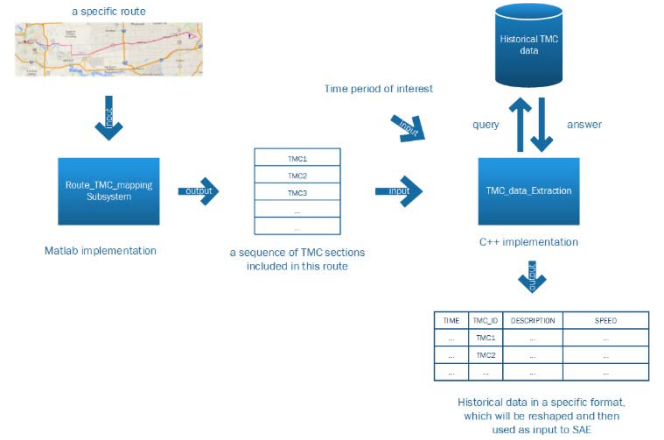 a specific route
Historical TMC
data
Time period of interest
input
input
query
answer
Route_TMC_mapping
Subsystem
output
TMC1
TMC2
TMC3
...
...
input
TMC_data_Extraction
Matlab implementation
a sequence of TMC sections
included in this route
C++ implementation
output
TIME TMC_ID DESCRIPTION SPEED
... TMC1 ... ...
... TMC2 ... ...
... ... ... ...
Historical data in a specific format,
which will be reshaped and then
used as input to SAE